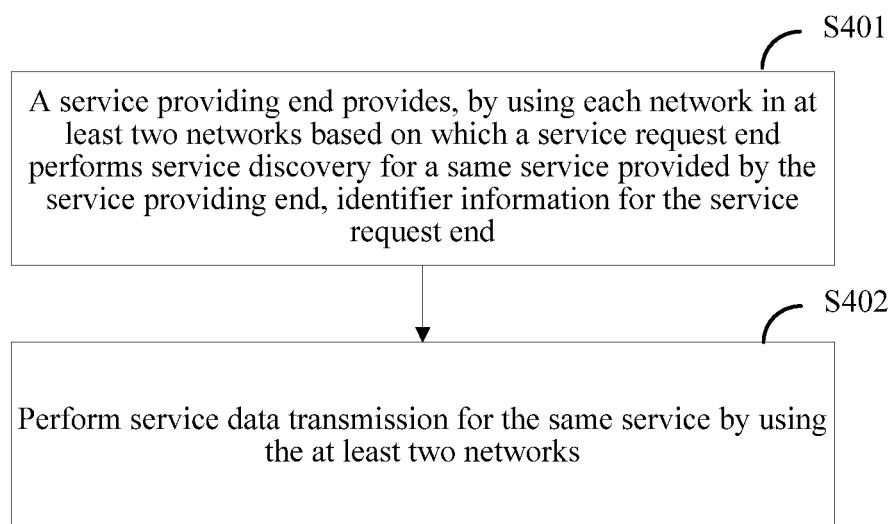 S401
A service providing end provides, by using each network in at
least two networks based on which a service request end
performs service discovery for a same service provided by the
service providing end, identifier information for the service
request end
S402
Perform service data transmission for the same service by using
the at least two networks